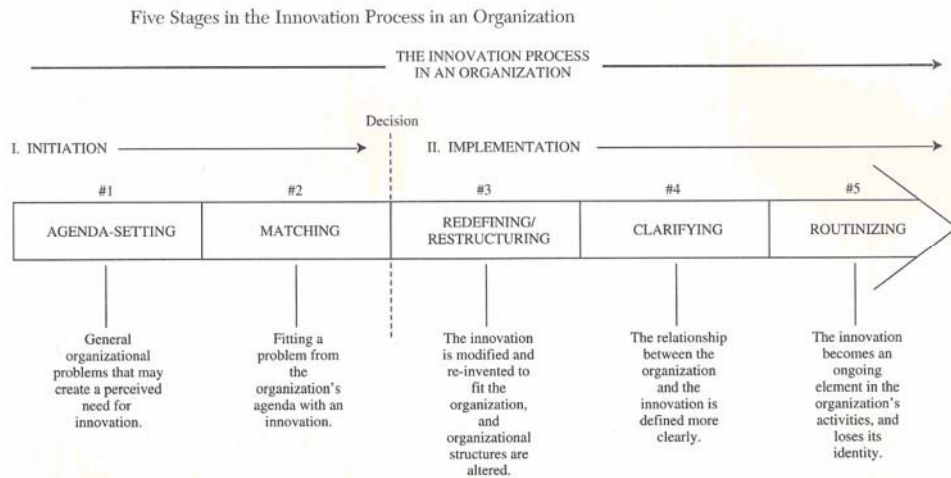 Five Stages in the Innovation Process in an Organization
THE INNOVATION PROCESS
IN AN ORGANIZATION
Decision
I. INITIATION
II. IMPLEMENTATION
#1
#2
#3
#4
#5
AGENDA-SETTING
MATCHING
REDEFINING/
RESTRUCTURING
CLARIFYING
ROUTINIZING
General
organizational
problems that may
create a perceived
need for
innovation.
Fitting a
problem from
the
organization's
agenda with an
innovation.
The innovation
is modified and
re-invented to
fit the
organization,
and
organizational
structures are
altered.
The relationship
between the
organization
and the
innovation is
defined more
clearly.
The innovation
becomes an
ongoing
element in the
organization's
activities, and
loses its
identity.